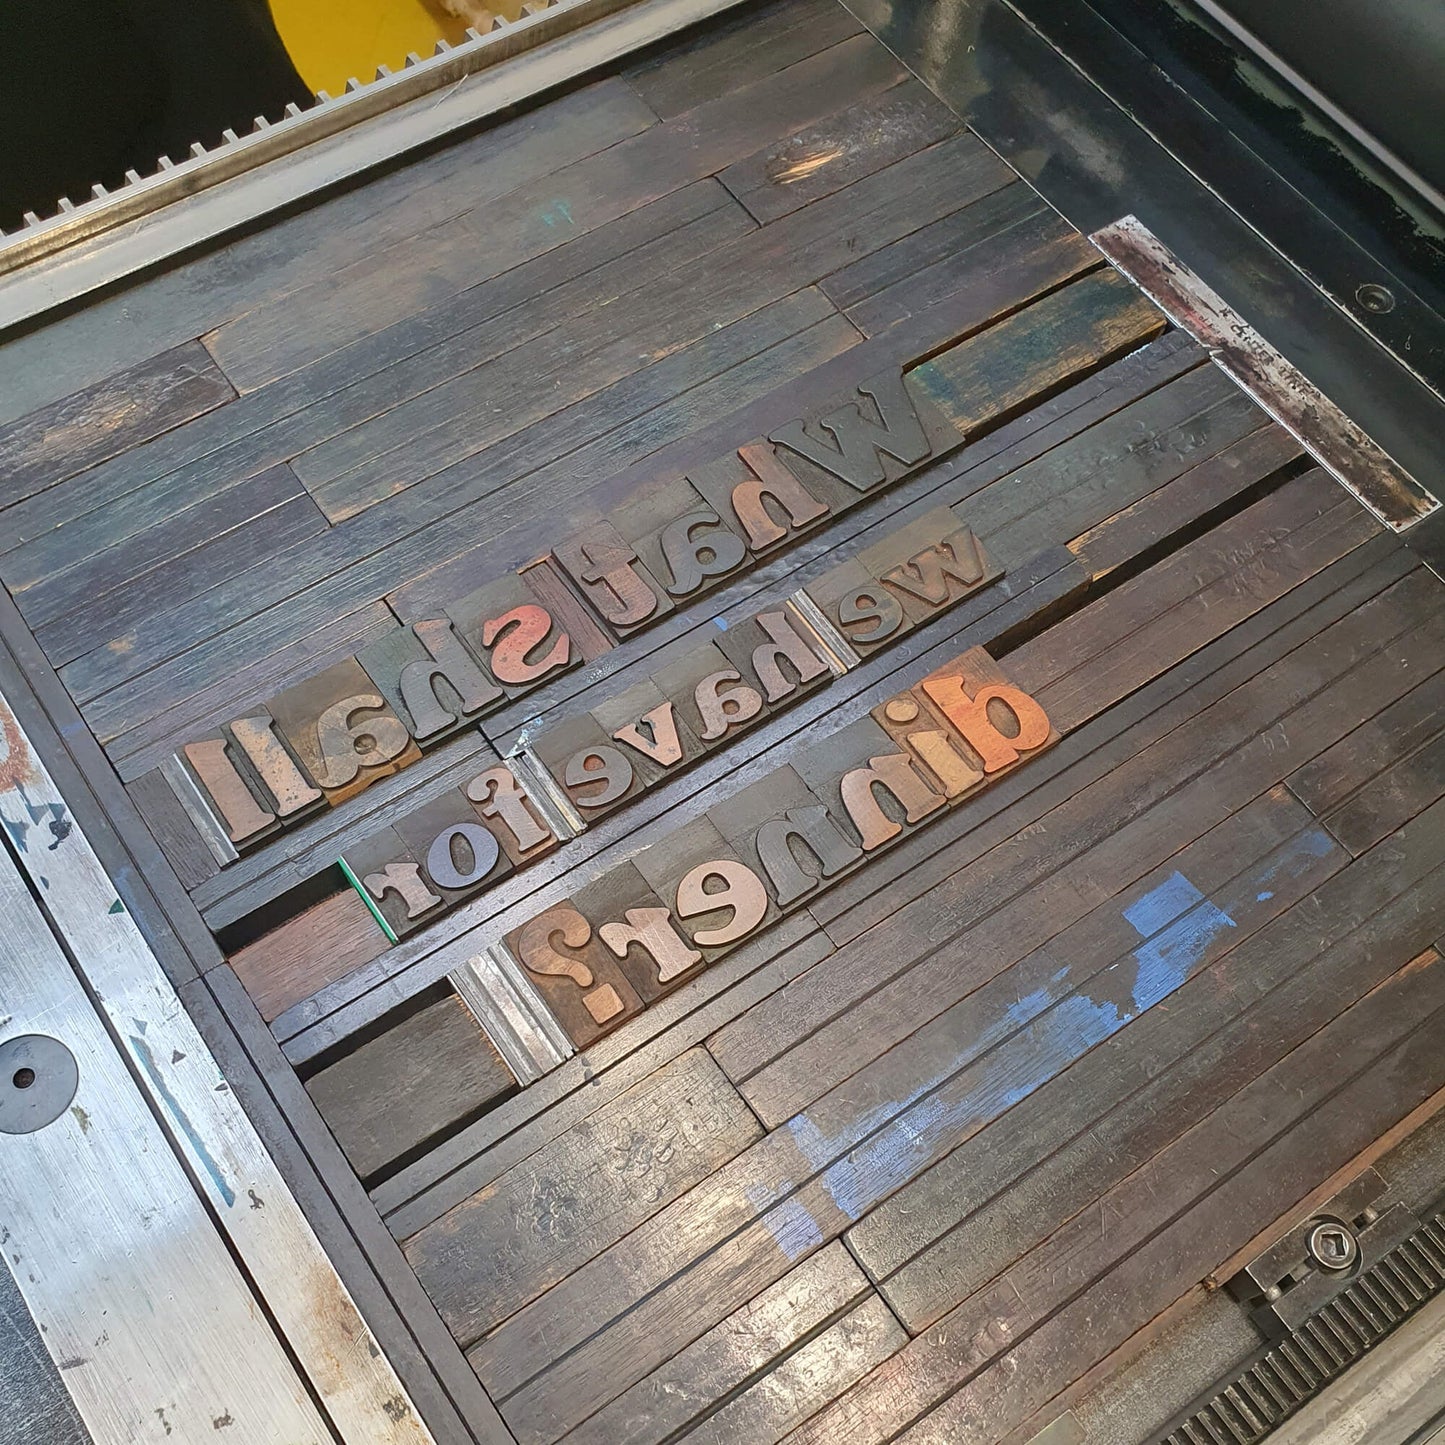 What shall
we have for
dinner?